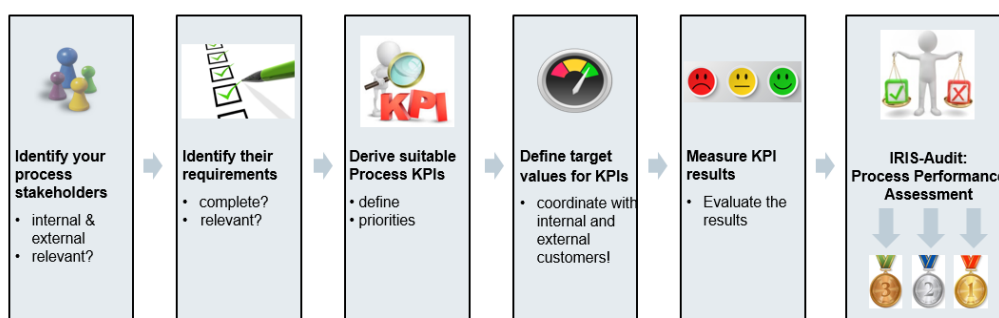 Identify your
process
stakeholders
• internal &
external
• relevant?
Identify their
requirements
• complete?
• relevant?
KPI
Derive suitable
Process KPIs
• define
• priorities
Define target
values for KPIs
• coordinate with
internal and
external
customers!
Measure KPI
results
• Evaluate the
results
IRIS-Audit:
Process Performance
Assessment
3
2
1